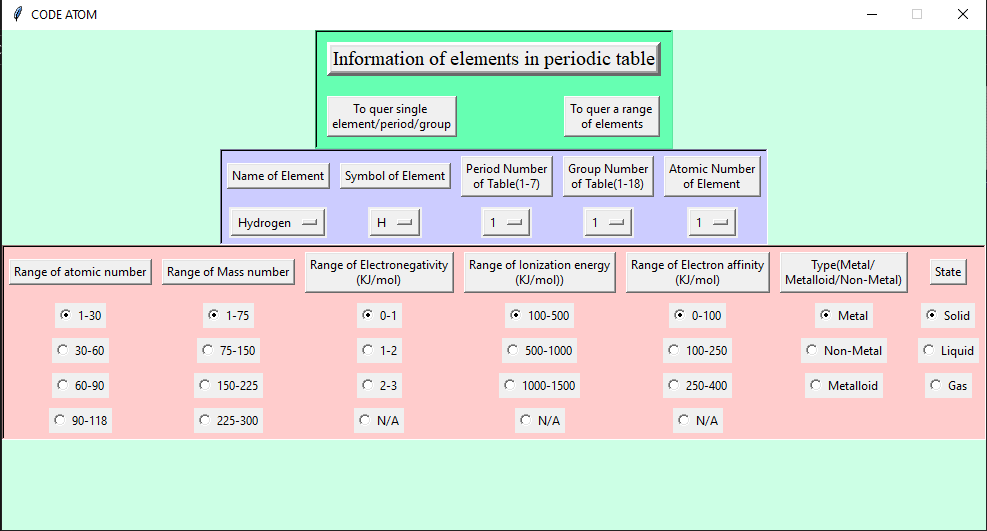 CODE ATOM
Information of elements in periodic table
To quer single
element/period/group
To quer a range
of elements
Name of Element
Symbol of Element
Period Number
of Table(1-7)
Group Number
of Table(1-18)
Atomic Number
of Element
Hydrogen
H
1
1
1
Range of atomic number
Range of Mass number
Range of Electronegativity
(KJ/mol)
Range of Ionization energy
(KJ/mol))
Range of Electron affinity
(KJ/mol)
Type(Metal/
Metalloid/Non-Metal)
State
1-30
1-75
0-1
100-500
0-100
Metal
Solid
30-60
75-150
1-2
500-1000
100-250
Non-Metal
Liquid
60-90
150-225
2-3
1000-1500
250-400
Metalloid
Gas
90-118
225-300
N/A
N/A
N/A